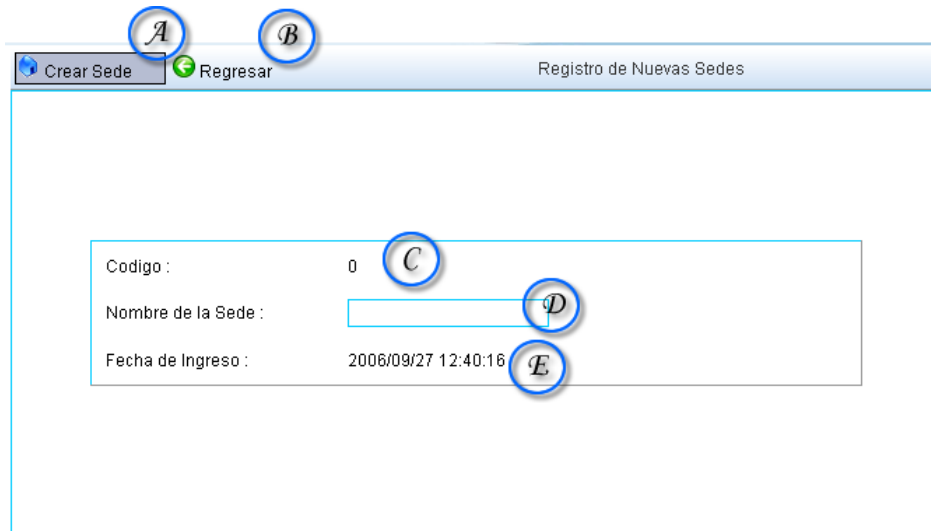 A B
Crear Sede Regresar Registro de Nuevas Sedes
Codigo : 0 C
Nombre de la Sede : D
Fecha de Ingreso : 2006/09/27 12:40:16 E